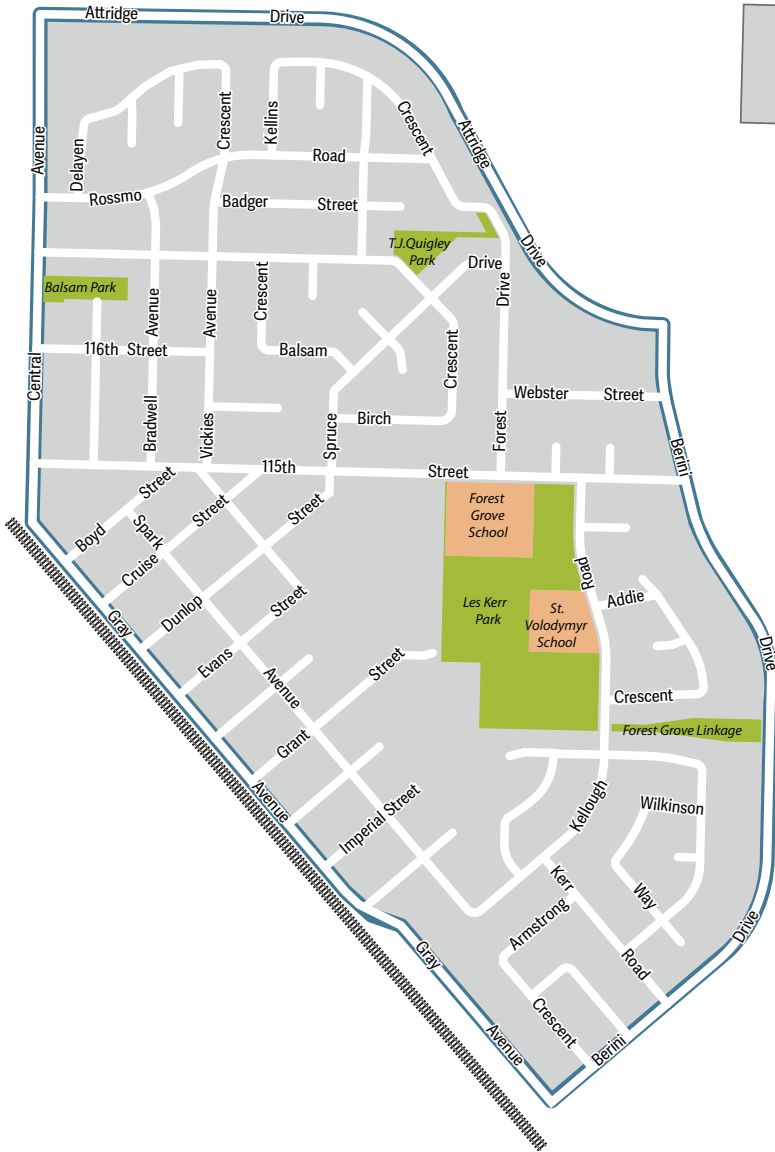 Attridge Drive
Avenue
Delayen
Crescent
Kellins
Crescent
Attridge
Road
Rossmo
Badger Street
T.J.Quigley
Park
Drive
Drive
Drive
Balsam Park
Avenue
Avenue
Crescent
116th Street
Balsam
Crescent
Central
Webster Street
Bradwell
Vickies
Spruce
Birch
Forest
Berini
115th Street
Boyd Street
Spark
Cruise Street
Street
Forest
Grove
School
Road
Les Kerr
Park
St.
Volodymyr
School
Addie
Gray
Dunlop
Street
Evans
Avenue
Street
Drive
Crescent
Forest Grove Linkage
Grant
Avenue
Imperial Street
Kellough
Wilkinson
Kerr
Way
Armstrong
Drive
Gray
Road
Crescent
Avenue
Berini